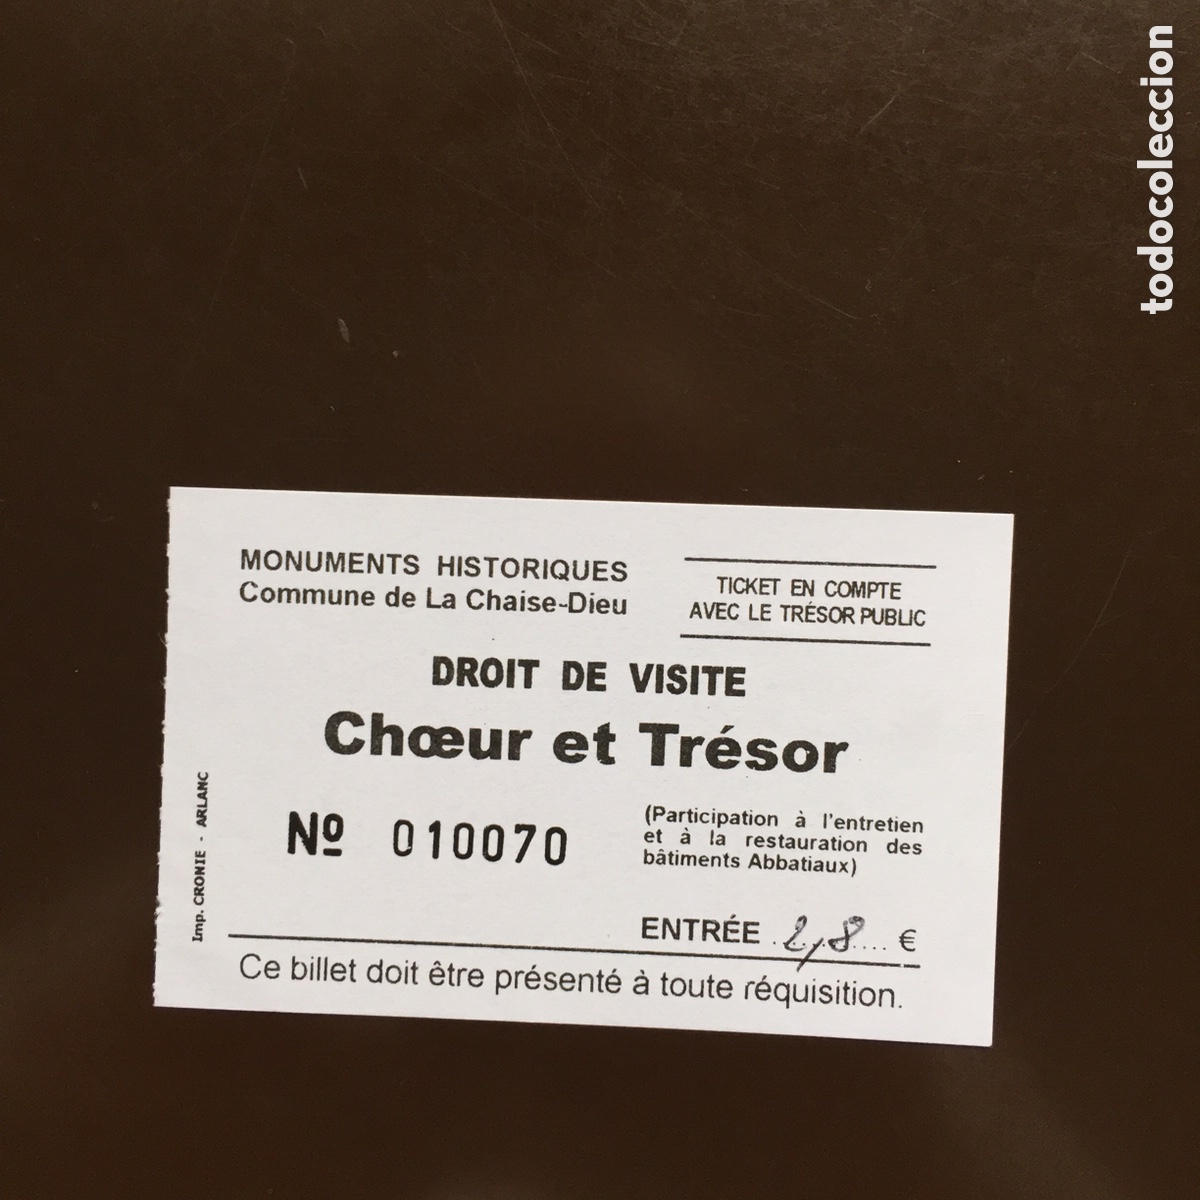 todocoleccion
MONUMENTS HISTORIQUES
Commune de La Chaise-Dieu
TICKET EN COMPTE
AVEC LE TRÉSOR PUBLIC
DROIT DE VISITE
Chœur et Trésor
Nº 010070
(Participation à l'entretien
et à la restauration des
bâtiments Abbatiaux)
ENTRÉE 2,8 €
Ce billet doit être présenté à toute réquisition.
Imp. CRONIE - ARLANC